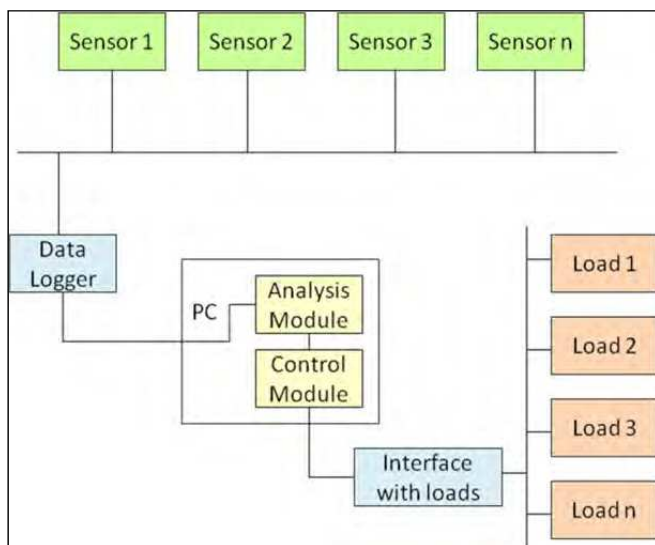 Sensor 1
Sensor 2
Sensor 3
Sensor n
Data
Logger
PC
Analysis
Module
Control
Module
Interface
with loads
Load 1
Load 2
Load 3
Load n